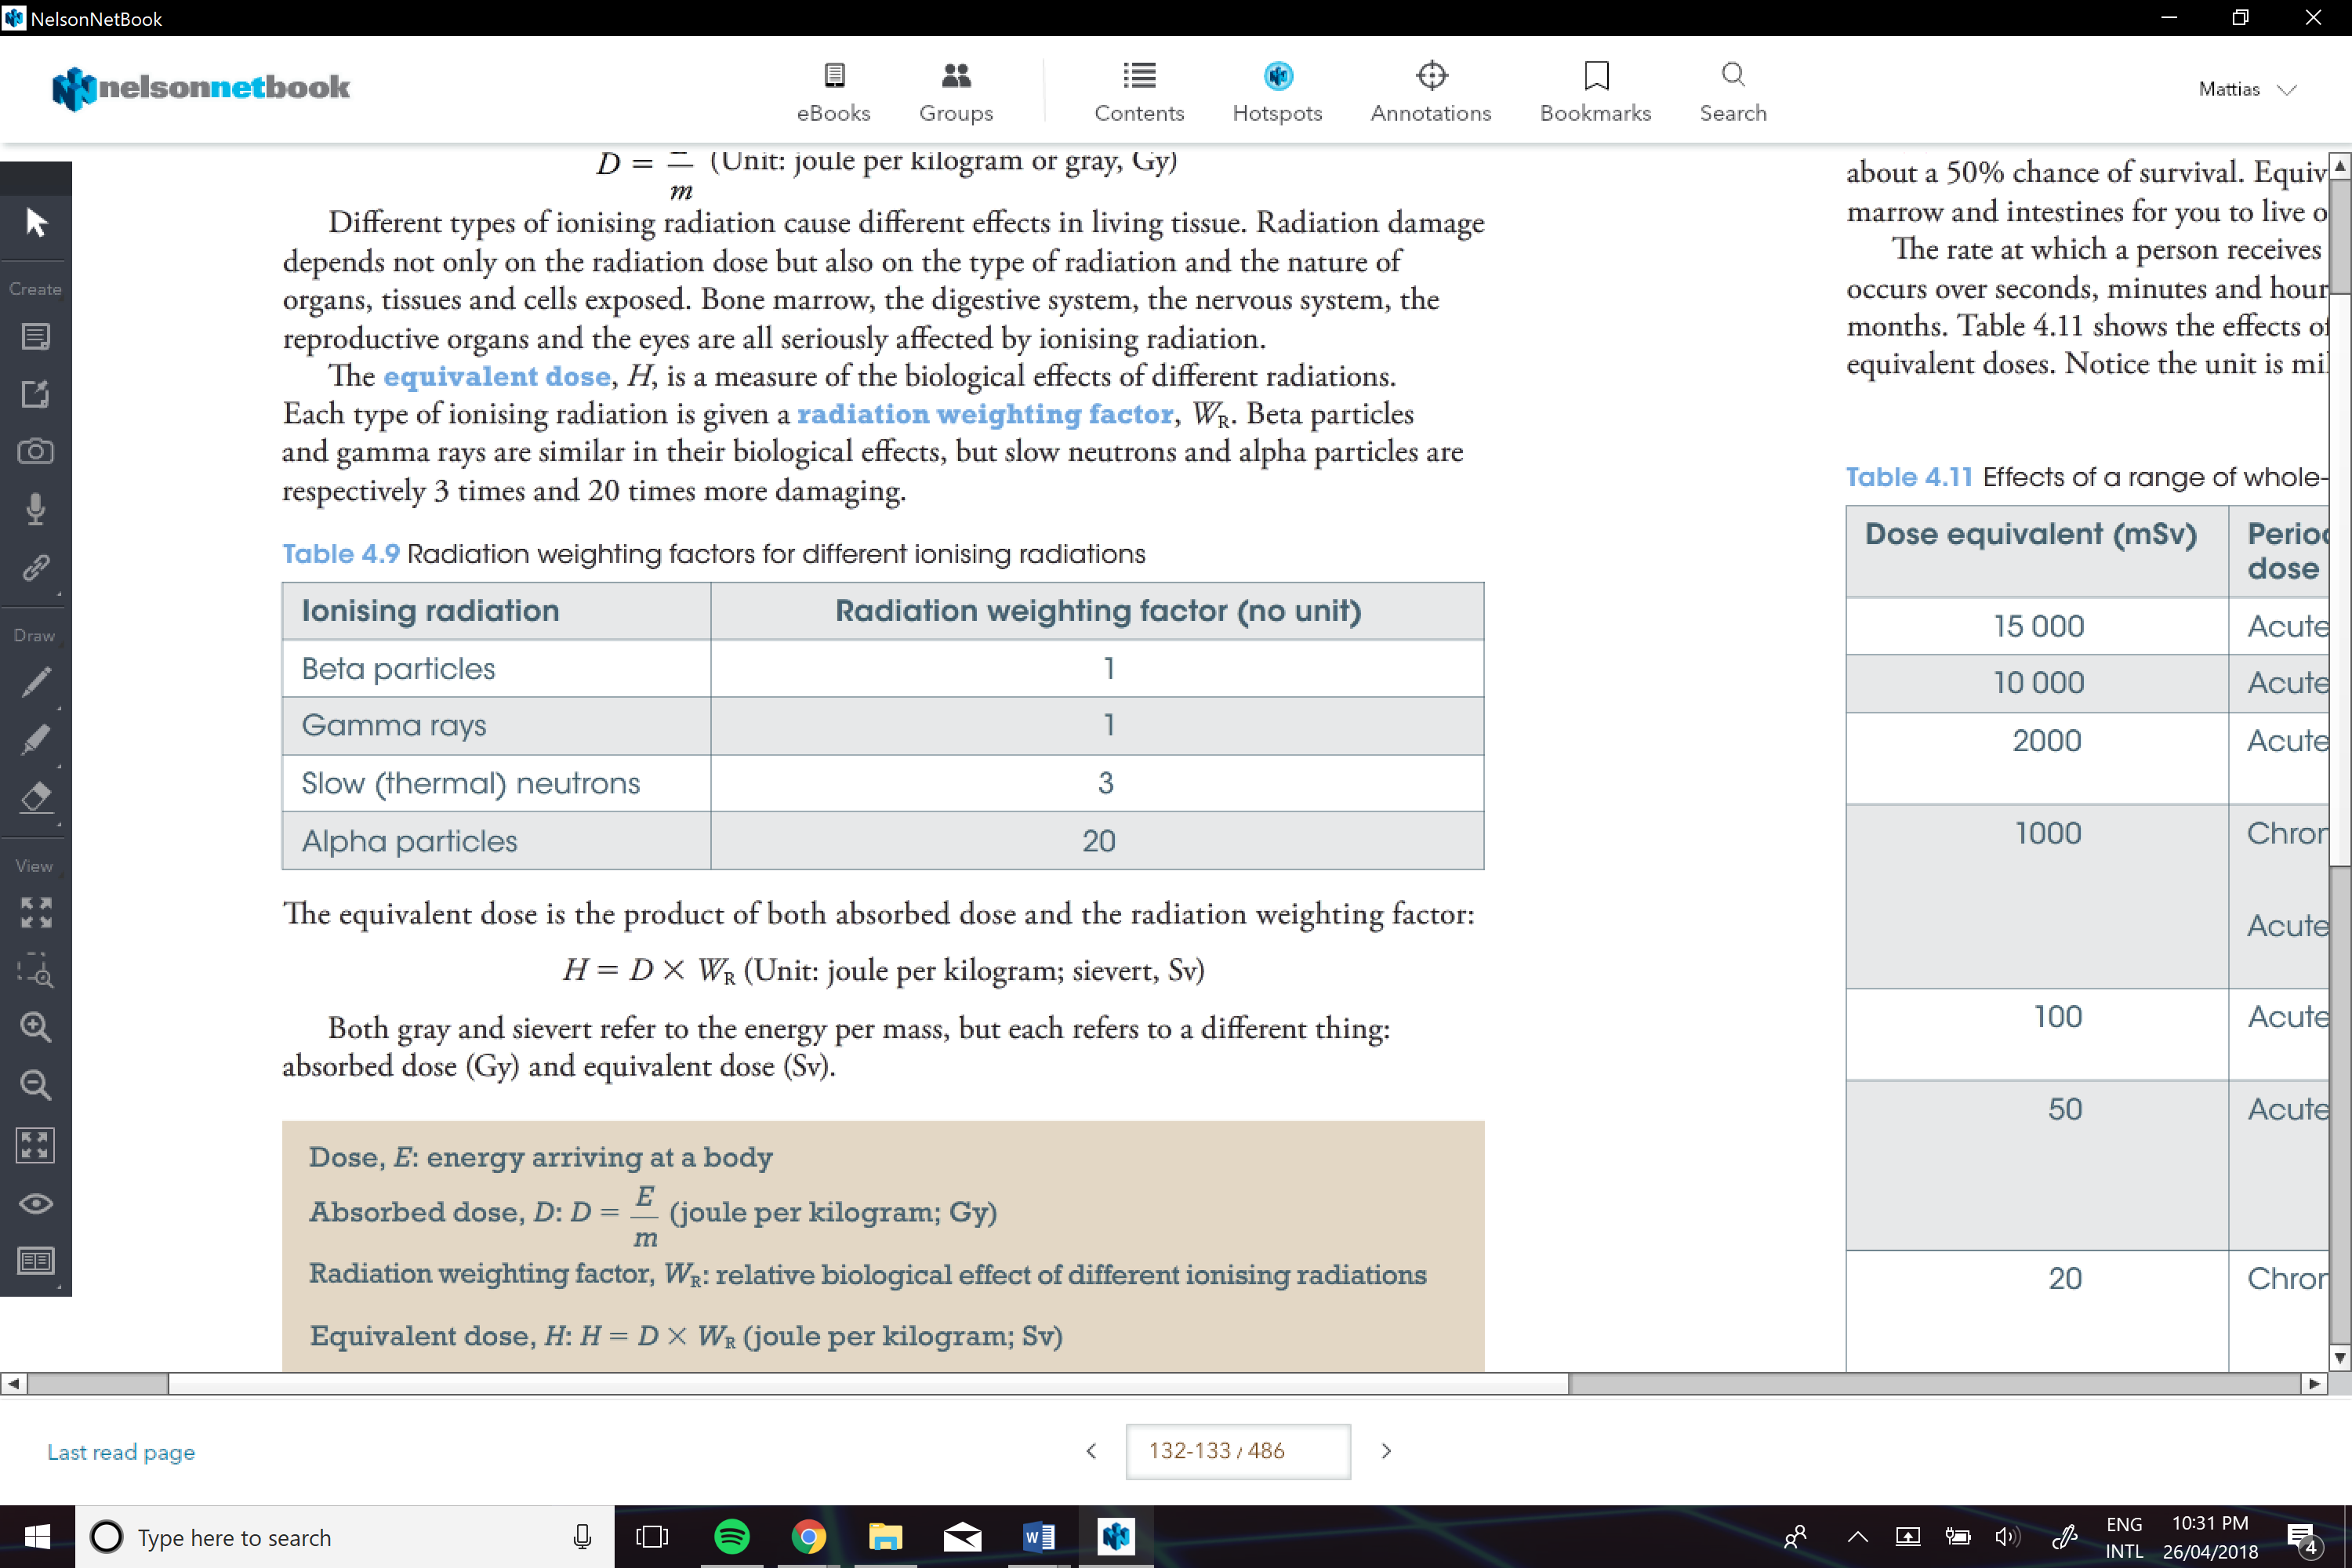 NelsonNetBook
nelsonnetbook
eBooks
Groups
Contents
Hotspots
Annotations
Bookmarks
Search
Mattias
Create
Draw
View
D = — (Unit: joule per kilogram or gray, Gy)
m
Different types of ionising radiation cause different effects in living tissue. Radiation damage
depends not only on the radiation dose but also on the type of radiation and the nature of
organs, tissues and cells exposed. Bone marrow, the digestive system, the nervous system, the
reproductive organs and the eyes are all seriously affected by ionising radiation.
The equivalent dose, H, is a measure of the biological effects of different radiations.
Each type of ionising radiation is given a radiation weighting factor, WR. Beta particles
and gamma rays are similar in their biological effects, but slow neutrons and alpha particles are
respectively 3 times and 20 times more damaging.
Table 4.9 Radiation weighting factors for different ionising radiations
Ionising radiation Radiation weighting factor (no unit)
Beta particles 1
Gamma rays 1
Slow (thermal) neutrons 3
Alpha particles 20
The equivalent dose is the product of both absorbed dose and the radiation weighting factor:
H = D × WR (Unit: joule per kilogram; sievert, Sv)
Both gray and sievert refer to the energy per mass, but each refers to a different thing:
absorbed dose (Gy) and equivalent dose (Sv).
Dose, E: energy arriving at a body
Absorbed dose, D: D = E/m (joule per kilogram; Gy)
Radiation weighting factor, WR: relative biological effect of different ionising radiations
Equivalent dose, H: H = D × WR (joule per kilogram; Sv)
about a 50% chance of survival. Equiv
marrow and intestines for you to live o
The rate at which a person receives
occurs over seconds, minutes and hour
months. Table 4.11 shows the effects of
equivalent doses. Notice the unit is mil
Table 4.11 Effects of a range of whole-
Dose equivalent (mSv) Period
dose
15 000 Acute
10 000 Acute
2000 Acute
1000 Chron
Acute
100 Acute
50 Acute
20 Chron
Last read page
132-133 / 486
Type here to search
ENG
INTL
10:31 PM
26/04/2018
4